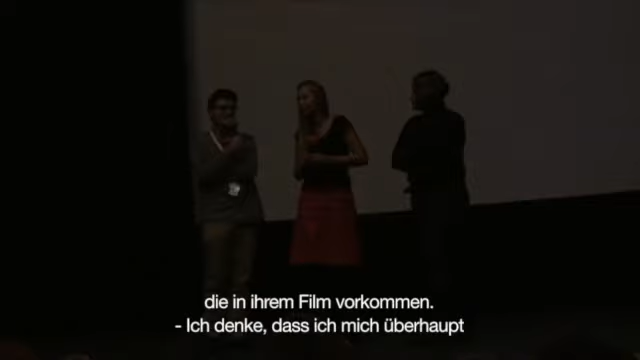 die in ihrem Film vorkommen.
- Ich denke, dass ich mich überhaupt